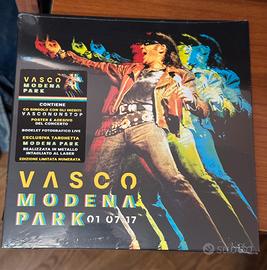 VASCO
MODENA
PARK
CONTIENE
CD SINGOLO CON GLI INEDITI
VASCONONSTOP
POSTER E ADESIVO
DEL CONCERTO
BOOKLET FOTOGRAFICO LIVE
ESCLUSIVA TARGHETTA
MODENA PARK
REALIZZATA IN METALLO
INTAGLIATO AL LASER
EDIZIONE LIMITATA NUMERATA
VASCO
MODENA
PARK 01 07 17
subito